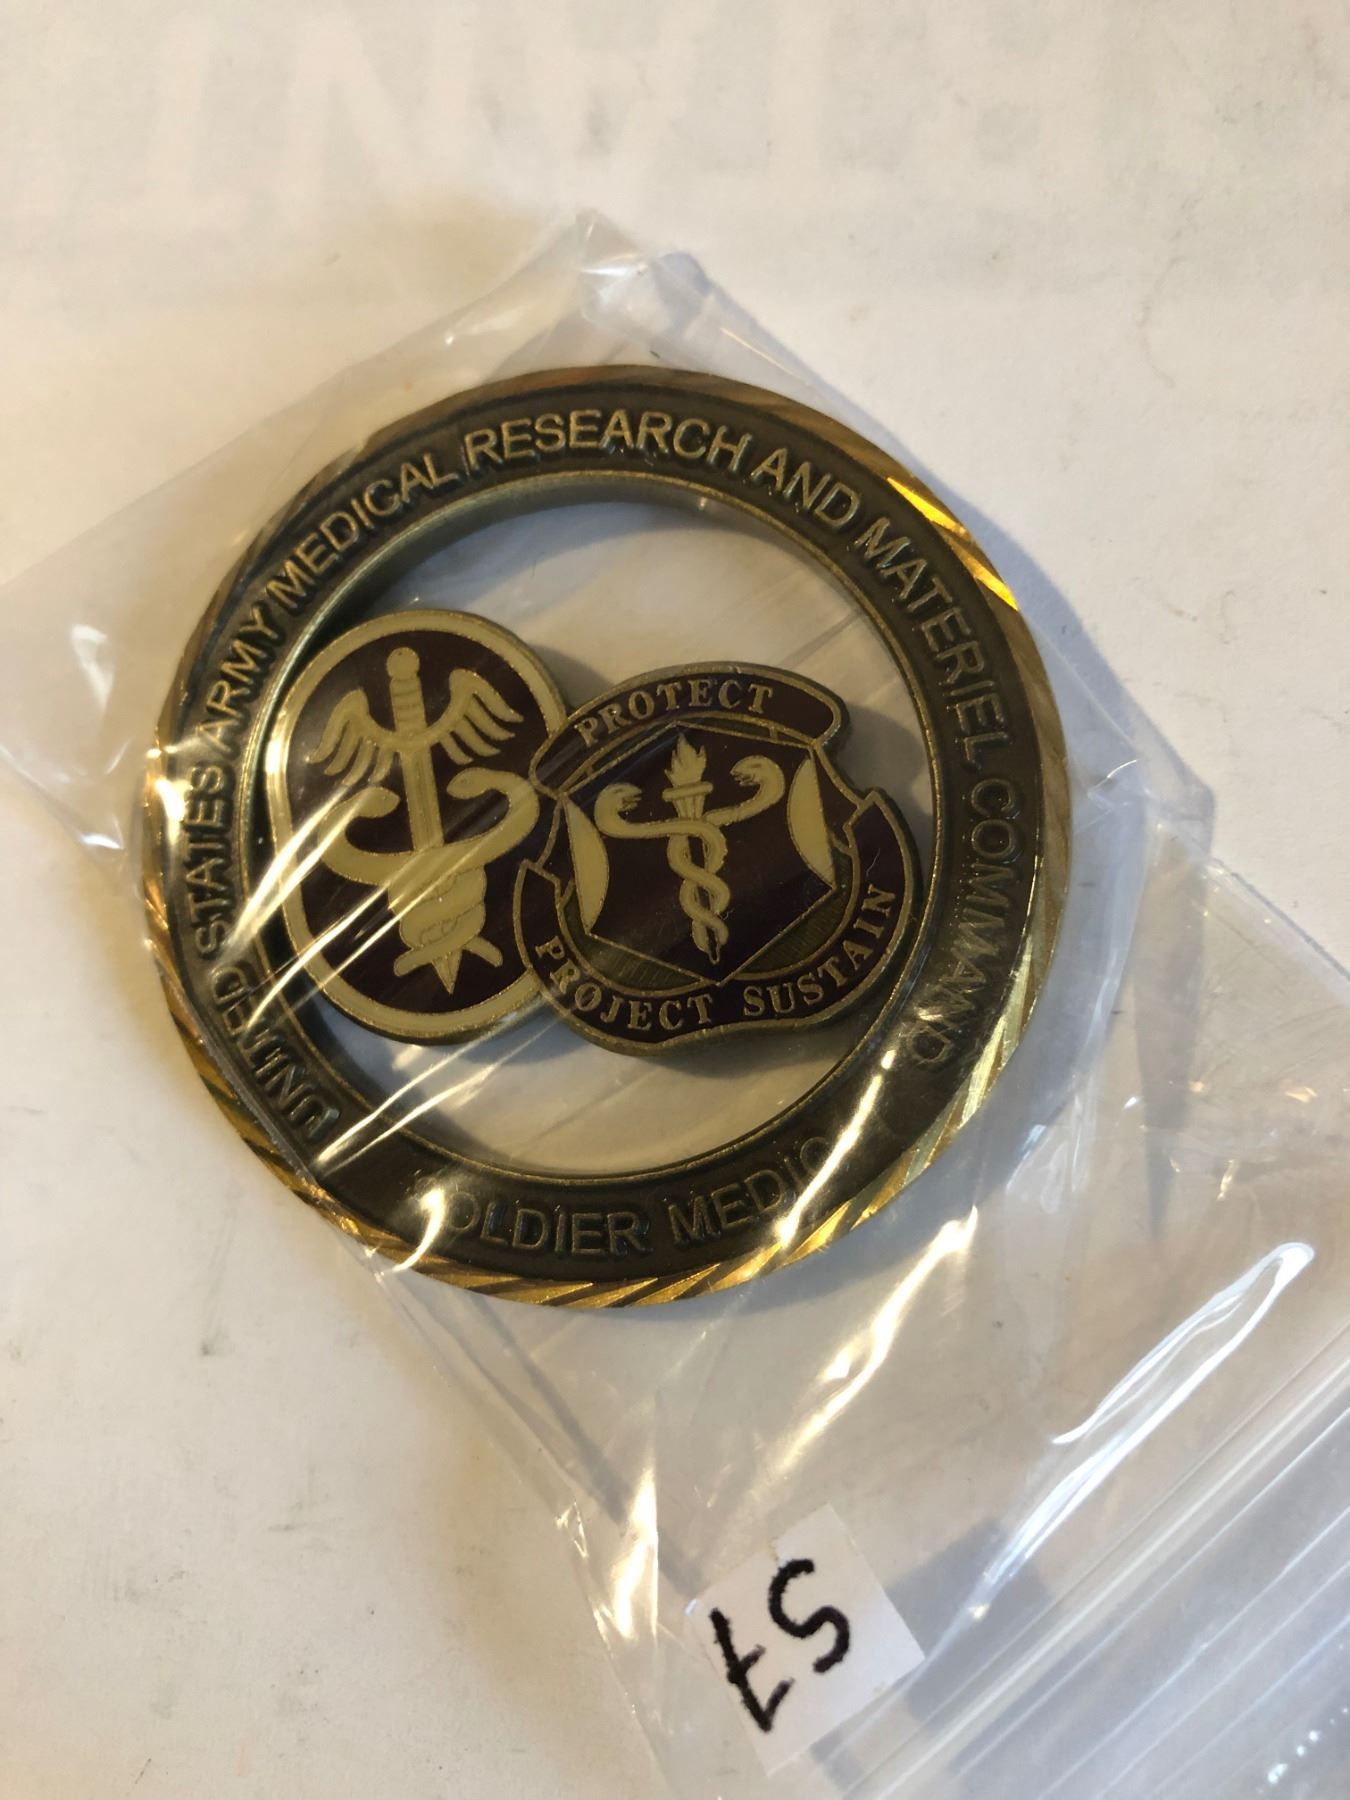 UNITED STATES ARMY MEDICAL RESEARCH AND MATERIEL COMMAND
PROTECT
PROJECT SUSTAIN
SOLDIER MEDIC
57